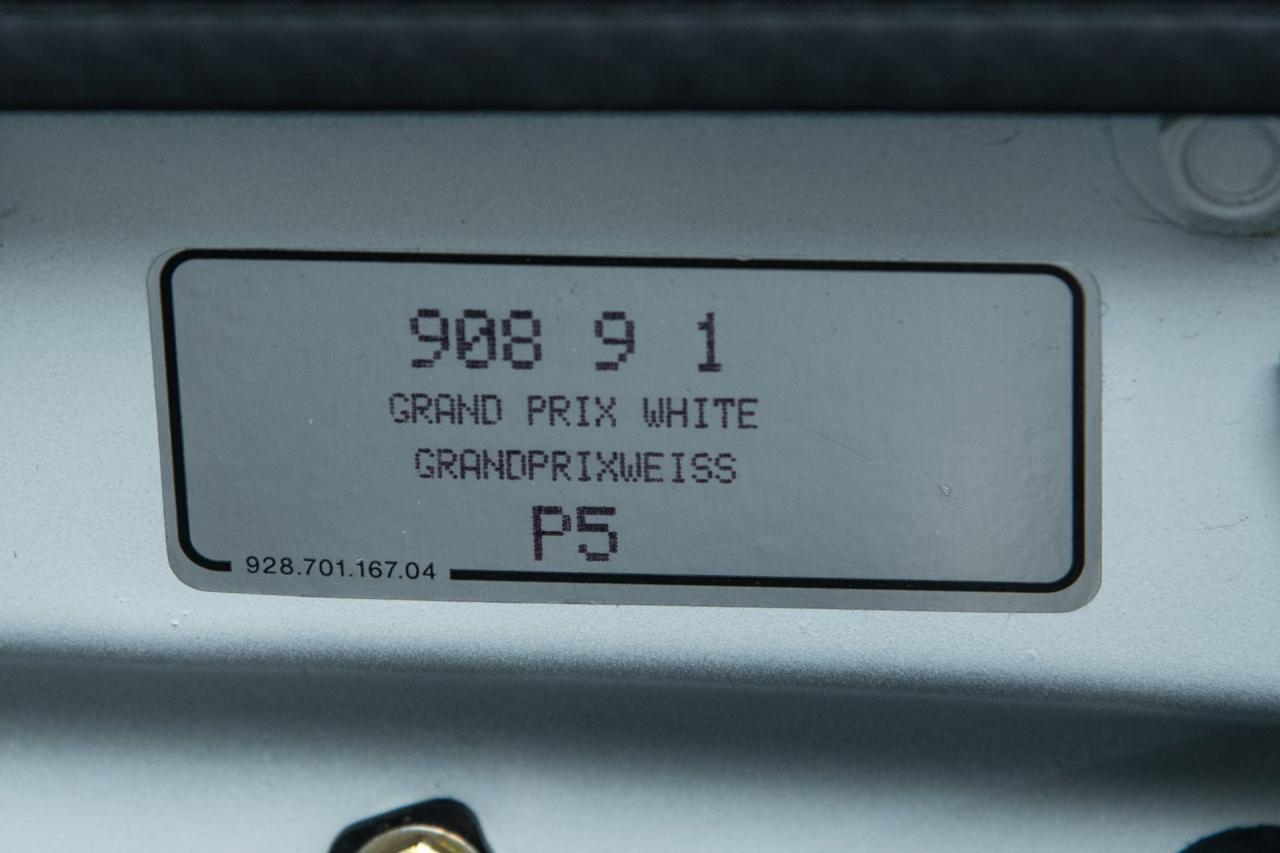 908 9 1
GRAND PRIX WHITE
GRANDPRIXWEISS
P5
928.701.167.04